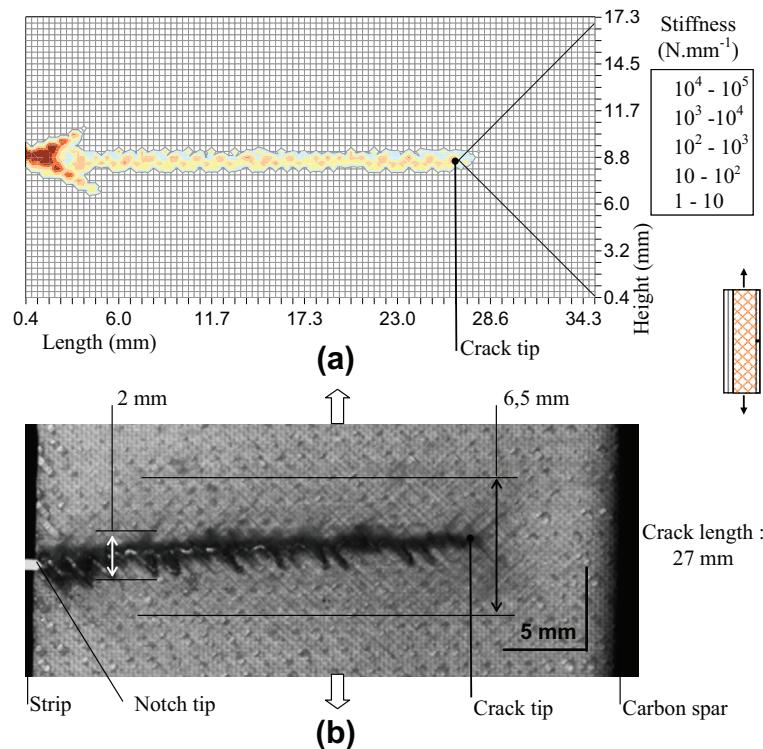 17.3
14.5
11.7
8.8
6.0
3.2
0.4
Height (mm)
Stiffness
(N.mm⁻¹)
10⁴ - 10⁵
10³ -10⁴
10² - 10³
10 - 10²
1 - 10
0.4 6.0 11.7 17.3 23.0 28.6 34.3
Length (mm)
Crack tip
(a)
2 mm
6,5 mm
Crack length :
27 mm
5 mm
Strip
Notch tip
Crack tip
Carbon spar
(b)